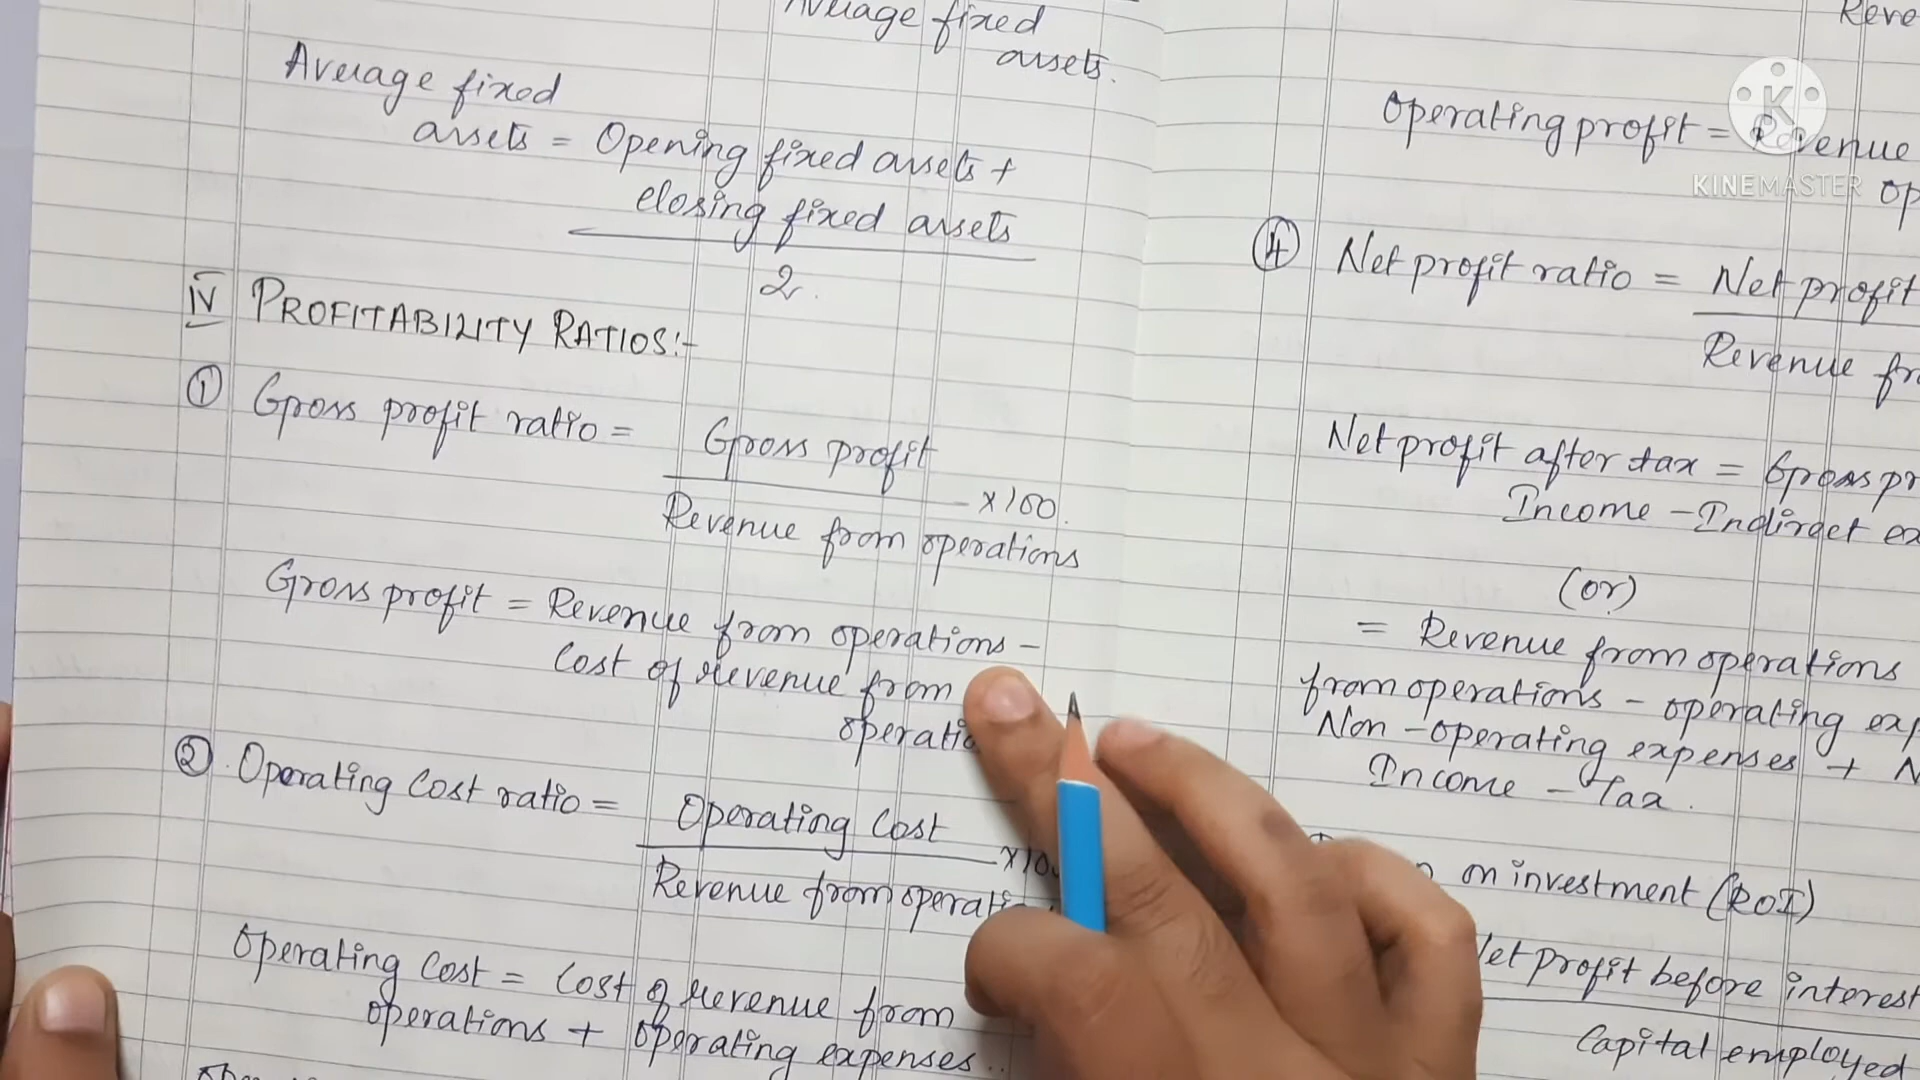 Average fixed
assets.
Average fixed
assets = Opening fixed assets +
closing fixed assets
2.
IV PROFITABILITY RATIOS:-
① Gross profit ratio = Gross profit
×100.
Revenue from operations
Gross profit = Revenue from operations -
Cost of revenue from
② Operating Cost ratio = Operating Cost
Revenue from
Operating Cost = Cost of revenue from
operations + operating expenses..
Operating profit = Revenue
④ Net profit ratio = Net profit
Revenue
Net profit after tax = Gross
Income - Indirect
(or)
= Revenue from operations
from operations - operating
Non-operating expenses +
Income - Tax.
on investment (ROI)
profit before interest
Capital employed
KINEMASTER